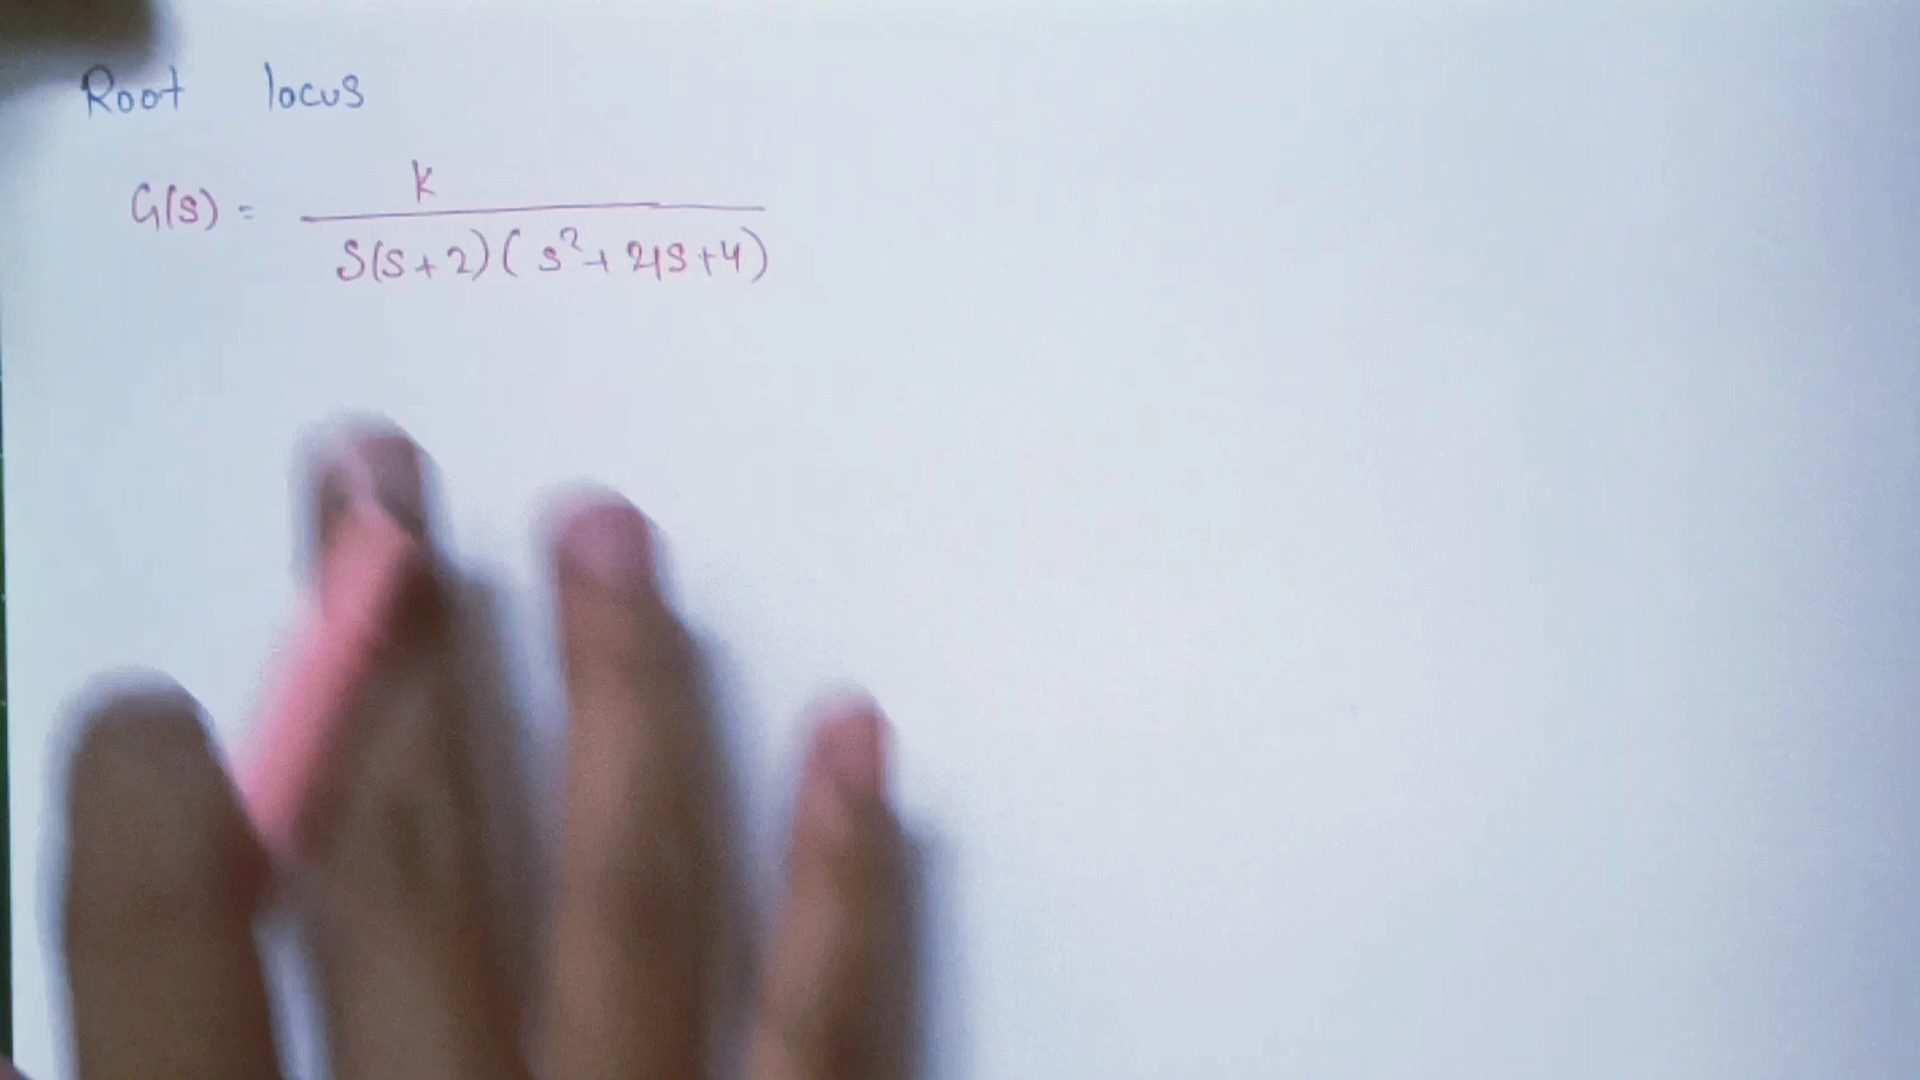 Root locus
G(s) = K
S(s+2)(s²+2s+4)